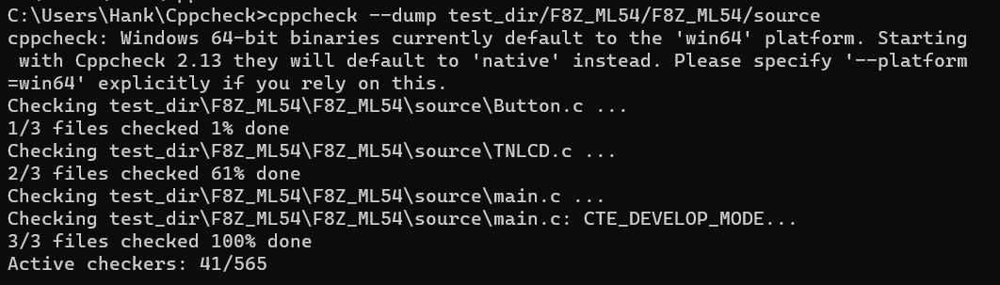 C:\Users\Hank\Cppcheck>cppcheck --dump test_dir/F8Z_ML54/F8Z_ML54/source
cppcheck: Windows 64-bit binaries currently default to the 'win64' platform. Starting
 with Cppcheck 2.13 they will default to 'native' instead. Please specify '--platform
=win64' explicitly if you rely on this.
Checking test_dir\F8Z_ML54\F8Z_ML54\source\Button.c ...
1/3 files checked 1% done
Checking test_dir\F8Z_ML54\F8Z_ML54\source\TNLCD.c ...
2/3 files checked 61% done
Checking test_dir\F8Z_ML54\F8Z_ML54\source\main.c ...
Checking test_dir\F8Z_ML54\F8Z_ML54\source\main.c: CTE_DEVELOP_MODE...
3/3 files checked 100% done
Active checkers: 41/565